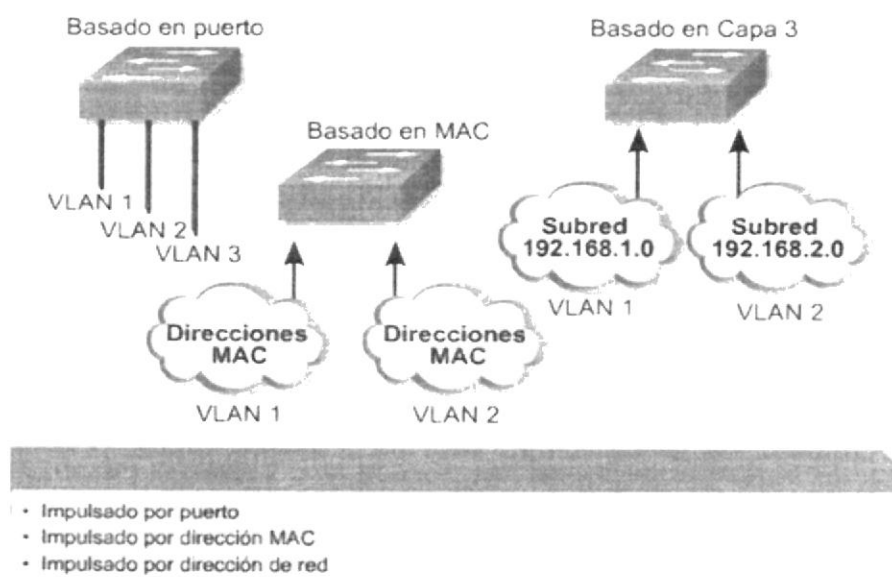 Basado en puerto
VLAN 1
VLAN 2
VLAN 3
Basado en MAC
Direcciones
MAC
VLAN 1
Direcciones
MAC
VLAN 2
Basado en Capa 3
Subred
192.168.1.0
VLAN 1
Subred
192.168.2.0
VLAN 2
• Impulsado por puerto
• Impulsado por dirección MAC
• Impulsado por dirección de red